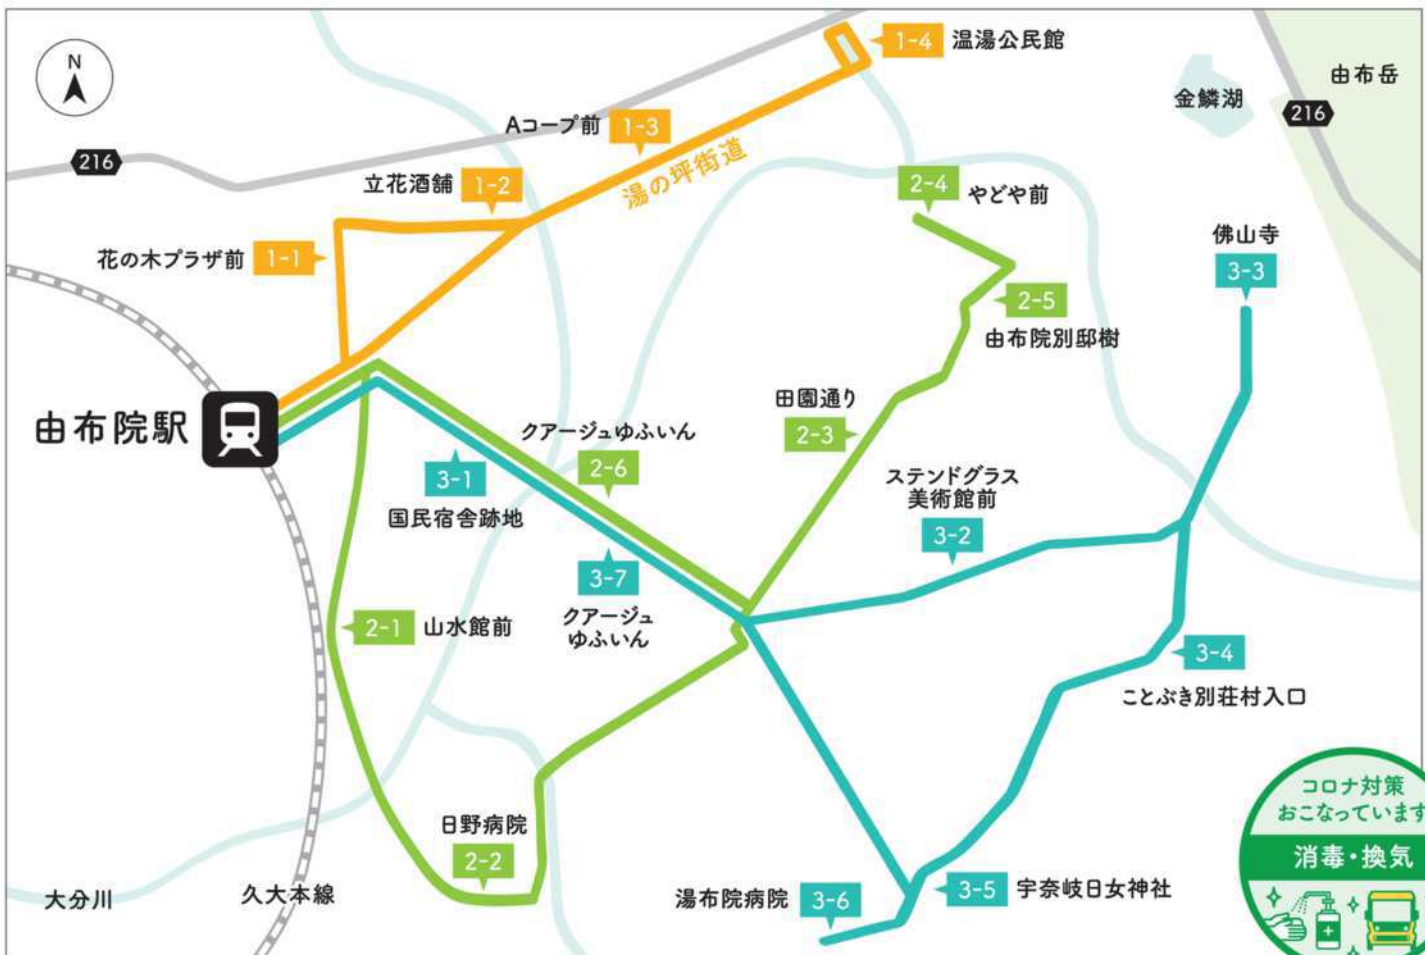 N
216
Aコープ前 1-3
1-4 温湯公民館
金鱗湖
由布岳
216
立花酒舗 1-2
湯の坪街道
花の木プラザ前 1-1
2-4 やどや前
佛山寺
3-3
2-5
由布院別邸樹
由布院駅
田園通り
2-3
クアージュゆふいん
2-6
3-1
国民宿舎跡地
ステンドグラス
美術館前
3-2
3-7
クアージュ
ゆふいん
2-1 山水館前
3-4
ことぶき別荘村入口
日野病院
2-2
大分川
久大本線
湯布院病院 3-6
3-5 宇奈岐日女神社
コロナ対策
おこなっています
消毒・換気